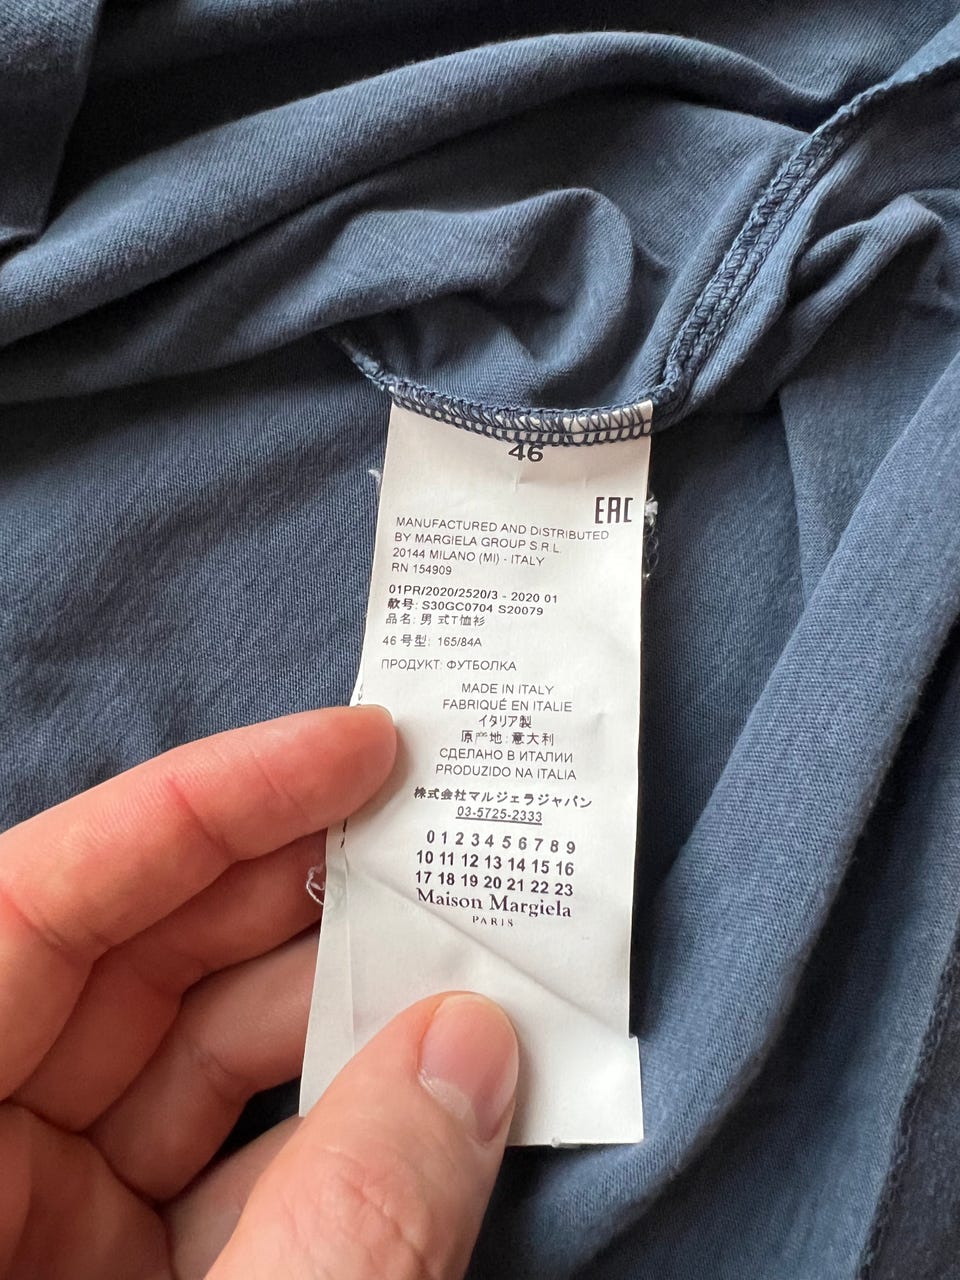 46
EAC
MANUFACTURED AND DISTRIBUTED
BY MARGIELA GROUP S.R.L.
20144 MILANO (MI) - ITALY
RN 154909
01PR/2020/2520/3 - 2020 01
款号: S30GC0704 S20079
品名: 男 式T恤衫
46 号型: 165/84A
ПРОДУКТ: ФУТБОЛКА
MADE IN ITALY
FABRIQUÉ EN ITALIE
イタリア製
原产地:意大利
СДЕЛАНО В ИТАЛИИ
PRODUZIDO NA ITALIA
株式会社マルジェラジャパン
03-5725-2333
0 1 2 3 4 5 6 7 8 9
10 11 12 13 14 15 16
17 18 19 20 21 22 23
Maison Margiela
PARIS